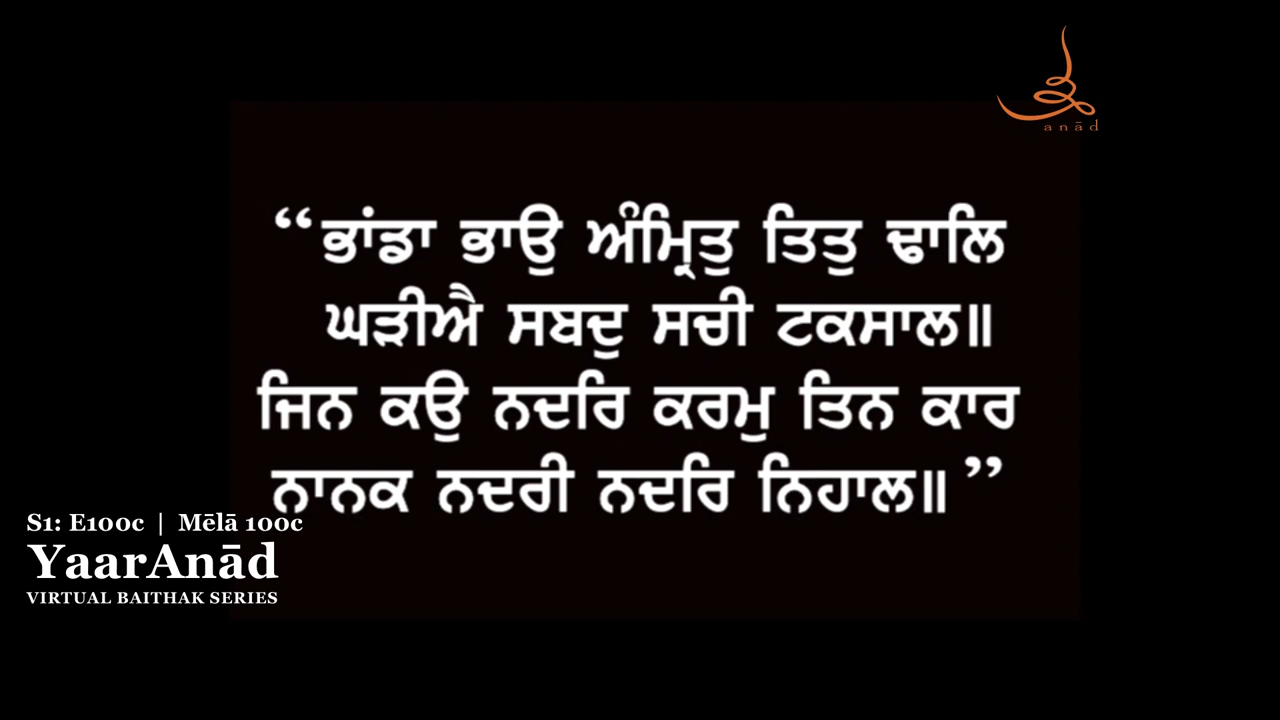 anād
“ਭਾਂਡਾ ਭਾਉ ਅੰਮ੍ਰਿਤੁ ਤਿਤੁ ਢਾਲਿ
ਘੜੀਐ ਸਬਦੁ ਸਚੀ ਟਕਸਾਲ॥
ਜਿਨ ਕਉ ਨਦਰਿ ਕਰਮੁ ਤਿਨ ਕਾਰ
ਨਾਨਕ ਨਦਰੀ ਨਦਰਿ ਨਿਹਾਲ॥”
S1: E100c | Mēlā 100c
YaarAnād
VIRTUAL BAITHAK SERIES